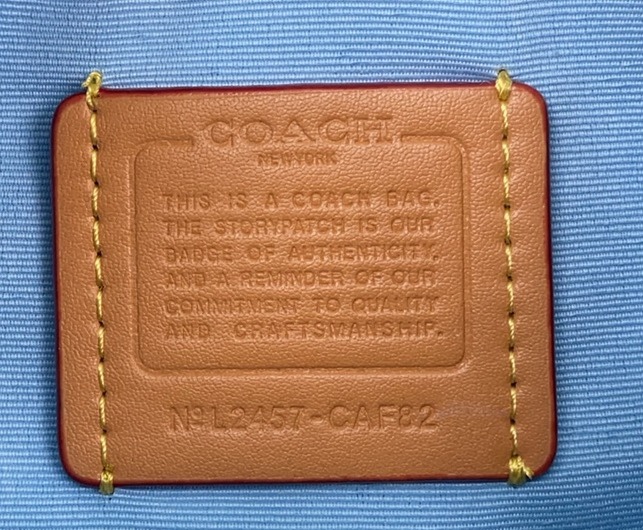 COACH
NEW YORK
THIS IS A COACH BAG.
THE STORYPATCH IS OUR
BADGE OF AUTHENTICITY,
AND A REMINDER OF OUR
COMMITMENT TO QUALITY
AND CRAFTSMANSHIP.
Nº L2457-CAF82